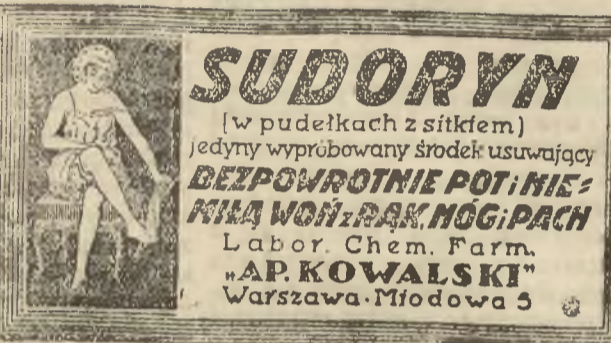 SUDORYN
(w pudełkach z sitkiem)
jedyny wypróbowany środek usuwający
BEZPOWROTNIE POT i NIE=
MIŁĄ WOŃ z RĄK, NÓG i PACH
Labor. Chem. Farm.
„AP. KOWALSKI"
Warszawa·Miodowa 5